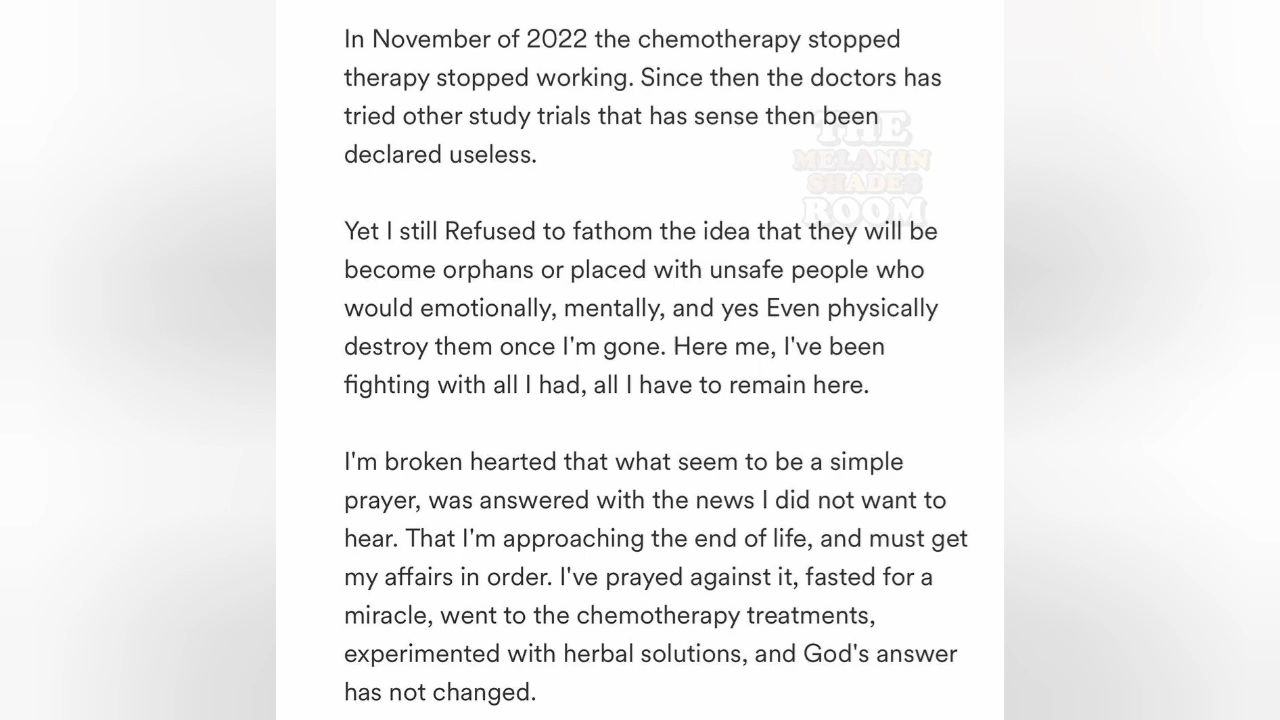 In November of 2022 the chemotherapy stopped
therapy stopped working. Since then the doctors has
tried other study trials that has sense then been
declared useless.
THE
MELANIN
SHADES
ROOM
Yet I still Refused to fathom the idea that they will be
become orphans or placed with unsafe people who
would emotionally, mentally, and yes Even physically
destroy them once I'm gone. Here me, I've been
fighting with all I had, all I have to remain here.
I'm broken hearted that what seem to be a simple
prayer, was answered with the news I did not want to
hear. That I'm approaching the end of life, and must get
my affairs in order. I've prayed against it, fasted for a
miracle, went to the chemotherapy treatments,
experimented with herbal solutions, and God's answer
has not changed.